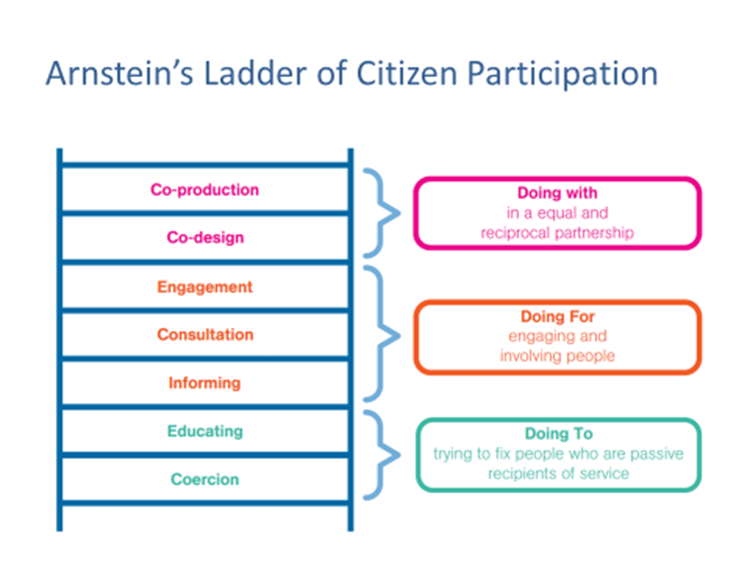 Arnstein’s Ladder of Citizen Participation
Co-production
Co-design
Engagement
Consultation
Informing
Educating
Coercion
Doing with
in a equal and
reciprocal partnership
Doing For
engaging and
involving people
Doing To
trying to fix people who are passive
recipients of service